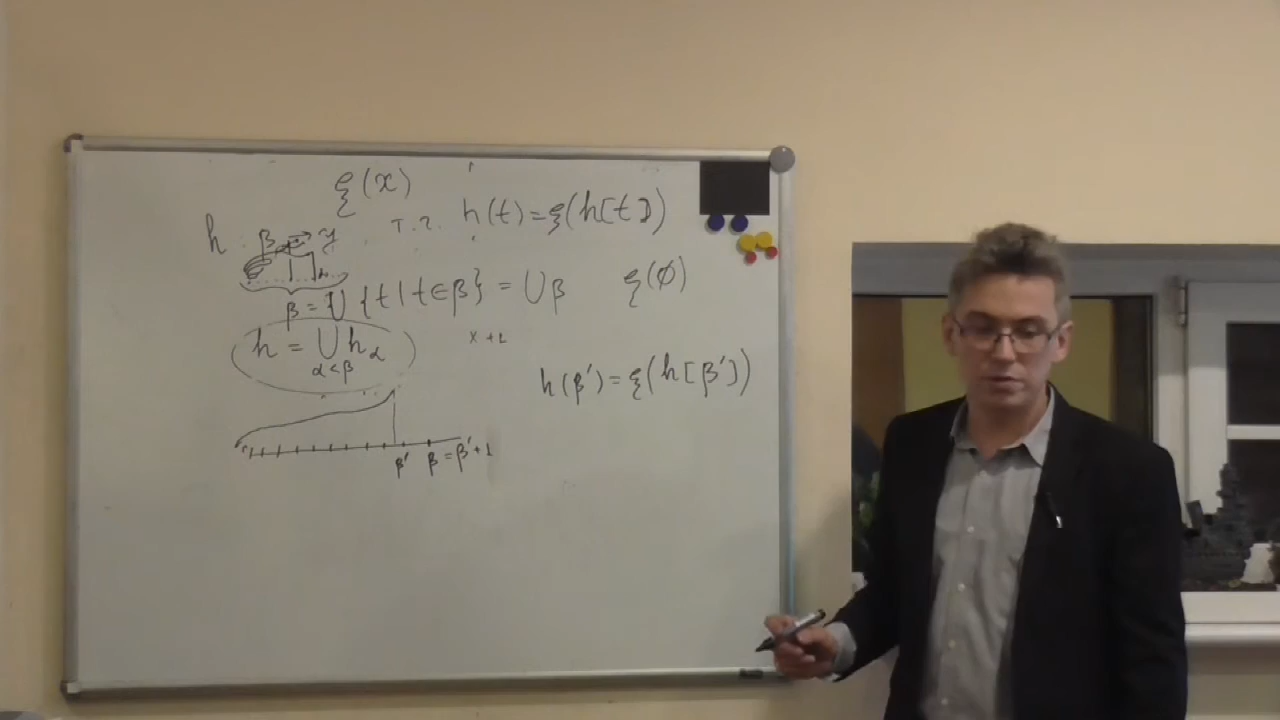 ξ(x)
h : β → y т.ч. h(t)=ξ(h[t])
β = ⋃{t | t∈β} = ⋃β ξ(∅)
h = ⋃ h_α
α<β
x+1
h(β′)=ξ(h[β′])
β′ β=β′+1